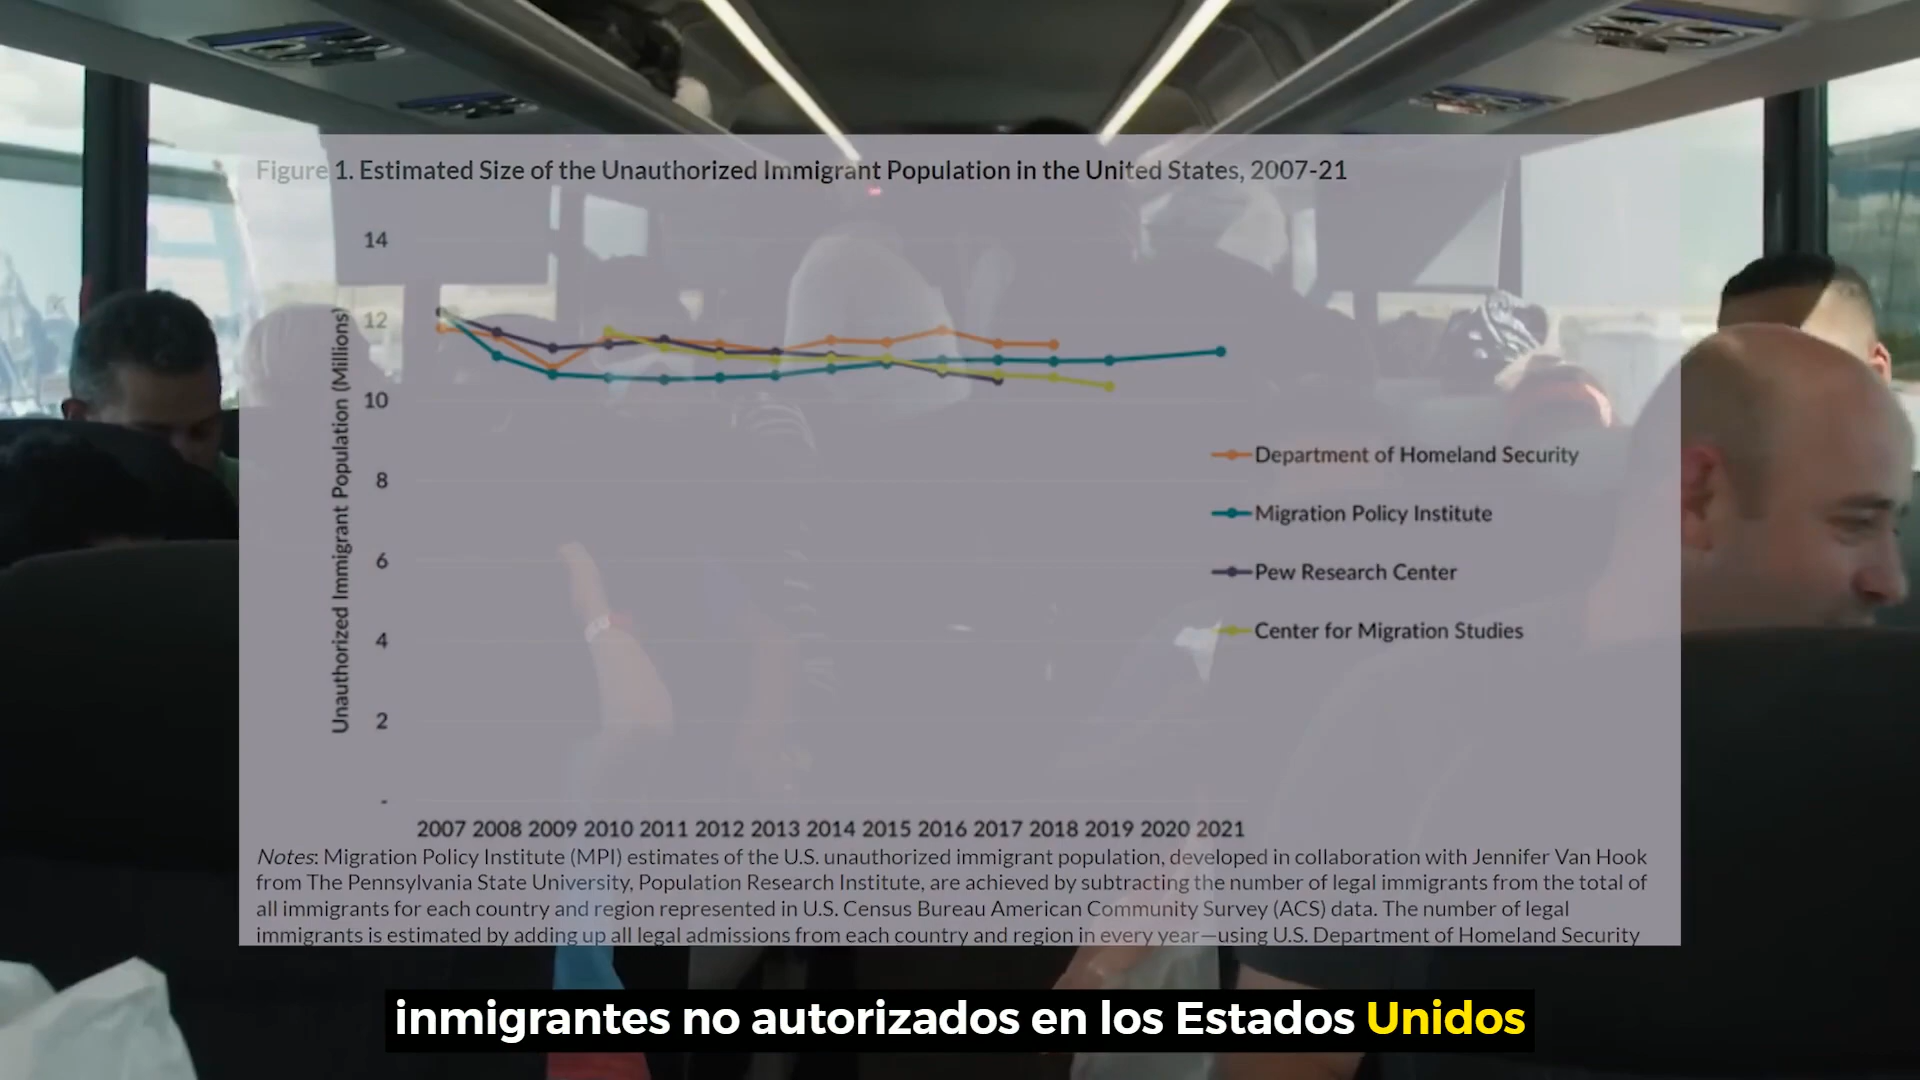 Figure 1. Estimated Size of the Unauthorized Immigrant Population in the United States, 2007-21
Unauthorized Immigrant Population (Millions)
14
12
10
8
6
4
2
-
2007 2008 2009 2010 2011 2012 2013 2014 2015 2016 2017 2018 2019 2020 2021
Department of Homeland Security
Migration Policy Institute
Pew Research Center
Center for Migration Studies
Notes: Migration Policy Institute (MPI) estimates of the U.S. unauthorized immigrant population, developed in collaboration with Jennifer Van Hook
from The Pennsylvania State University, Population Research Institute, are achieved by subtracting the number of legal immigrants from the total of
all immigrants for each country and region represented in U.S. Census Bureau American Community Survey (ACS) data. The number of legal
immigrants is estimated by adding up all legal admissions from each country and region in every year—using U.S. Department of Homeland Security
inmigrantes no autorizados en los Estados Unidos